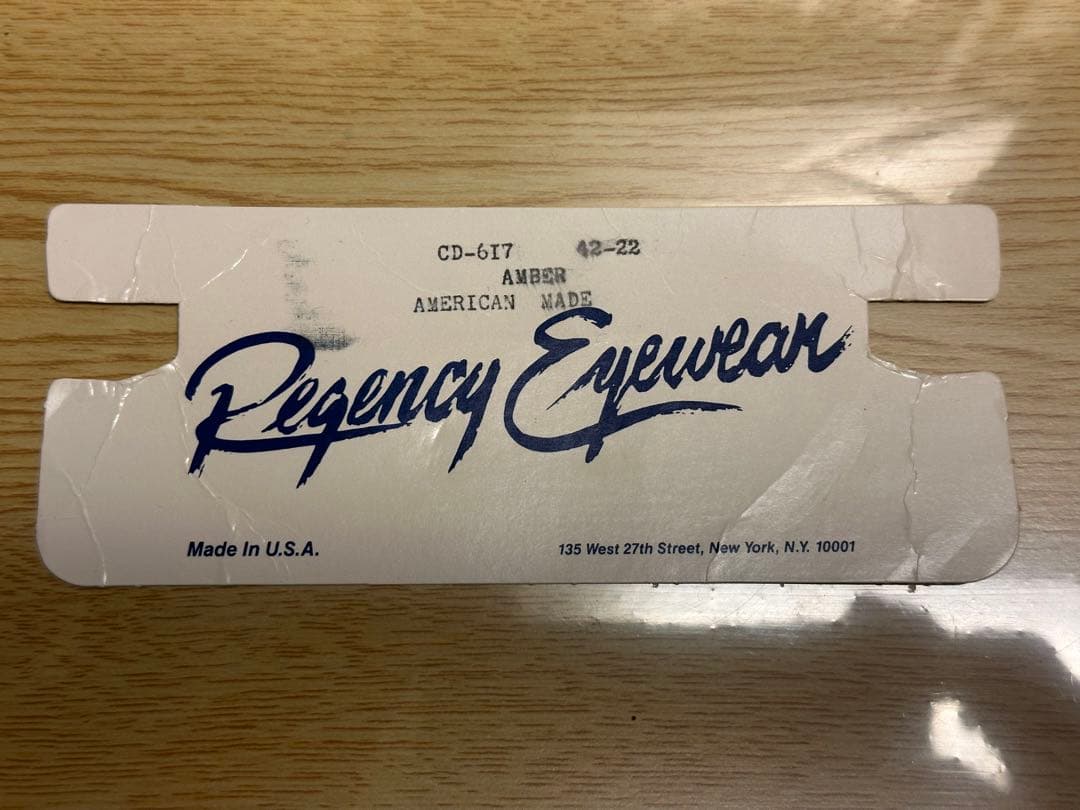 CD-617 42-22
AMBER
AMERICAN MADE
Regency Eyewear
Made In U.S.A.
135 West 27th Street, New York, N.Y. 10001